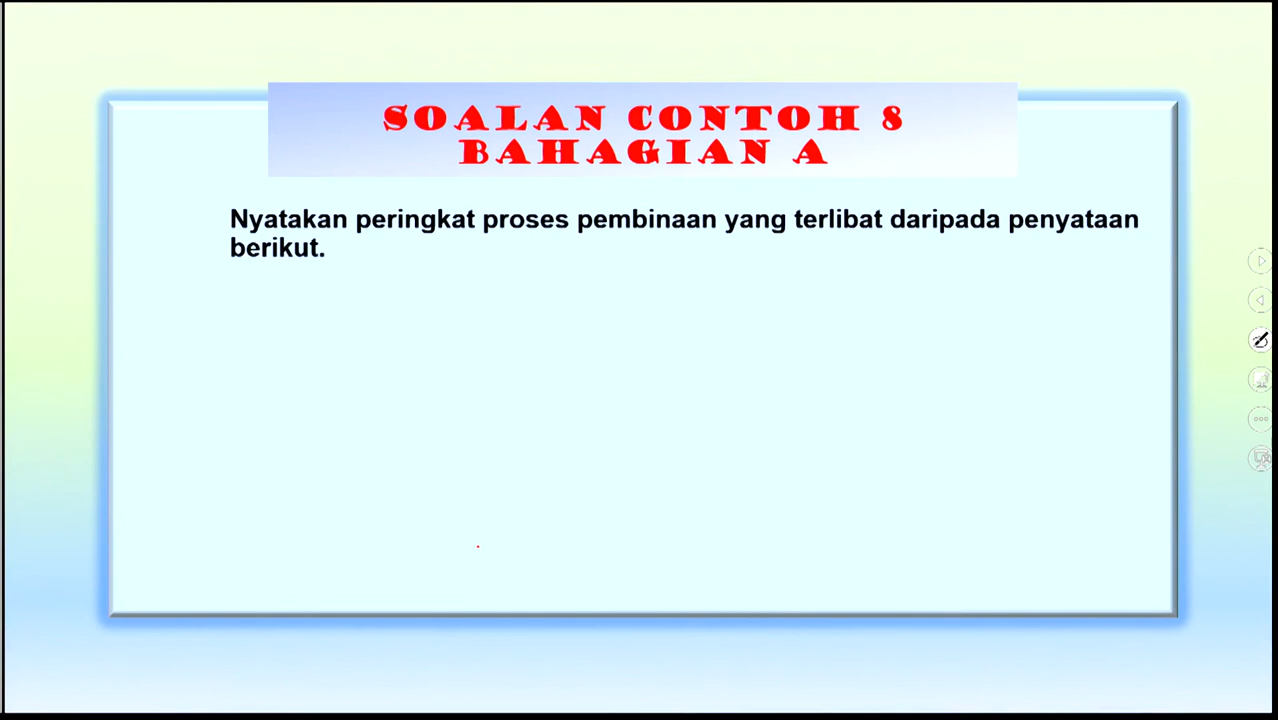 SOALAN CONTOH 8
BAHAGIAN A
Nyatakan peringkat proses pembinaan yang terlibat daripada penyataan
berikut.